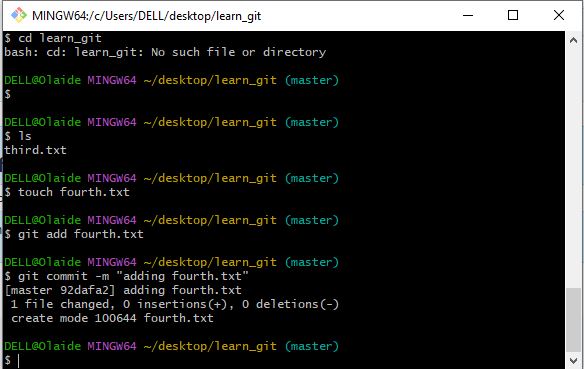 MINGW64:/c/Users/DELL/desktop/learn_git
$ cd learn_git
bash: cd: learn_git: No such file or directory
DELL@Olaide MINGW64 ~/desktop/learn_git (master)
$
DELL@Olaide MINGW64 ~/desktop/learn_git (master)
$ ls
third.txt
DELL@Olaide MINGW64 ~/desktop/learn_git (master)
$ touch fourth.txt
DELL@Olaide MINGW64 ~/desktop/learn_git (master)
$ git add fourth.txt
DELL@Olaide MINGW64 ~/desktop/learn_git (master)
$ git commit -m "adding fourth.txt"
[master 92dafa2] adding fourth.txt
 1 file changed, 0 insertions(+), 0 deletions(-)
 create mode 100644 fourth.txt
DELL@Olaide MINGW64 ~/desktop/learn_git (master)
$